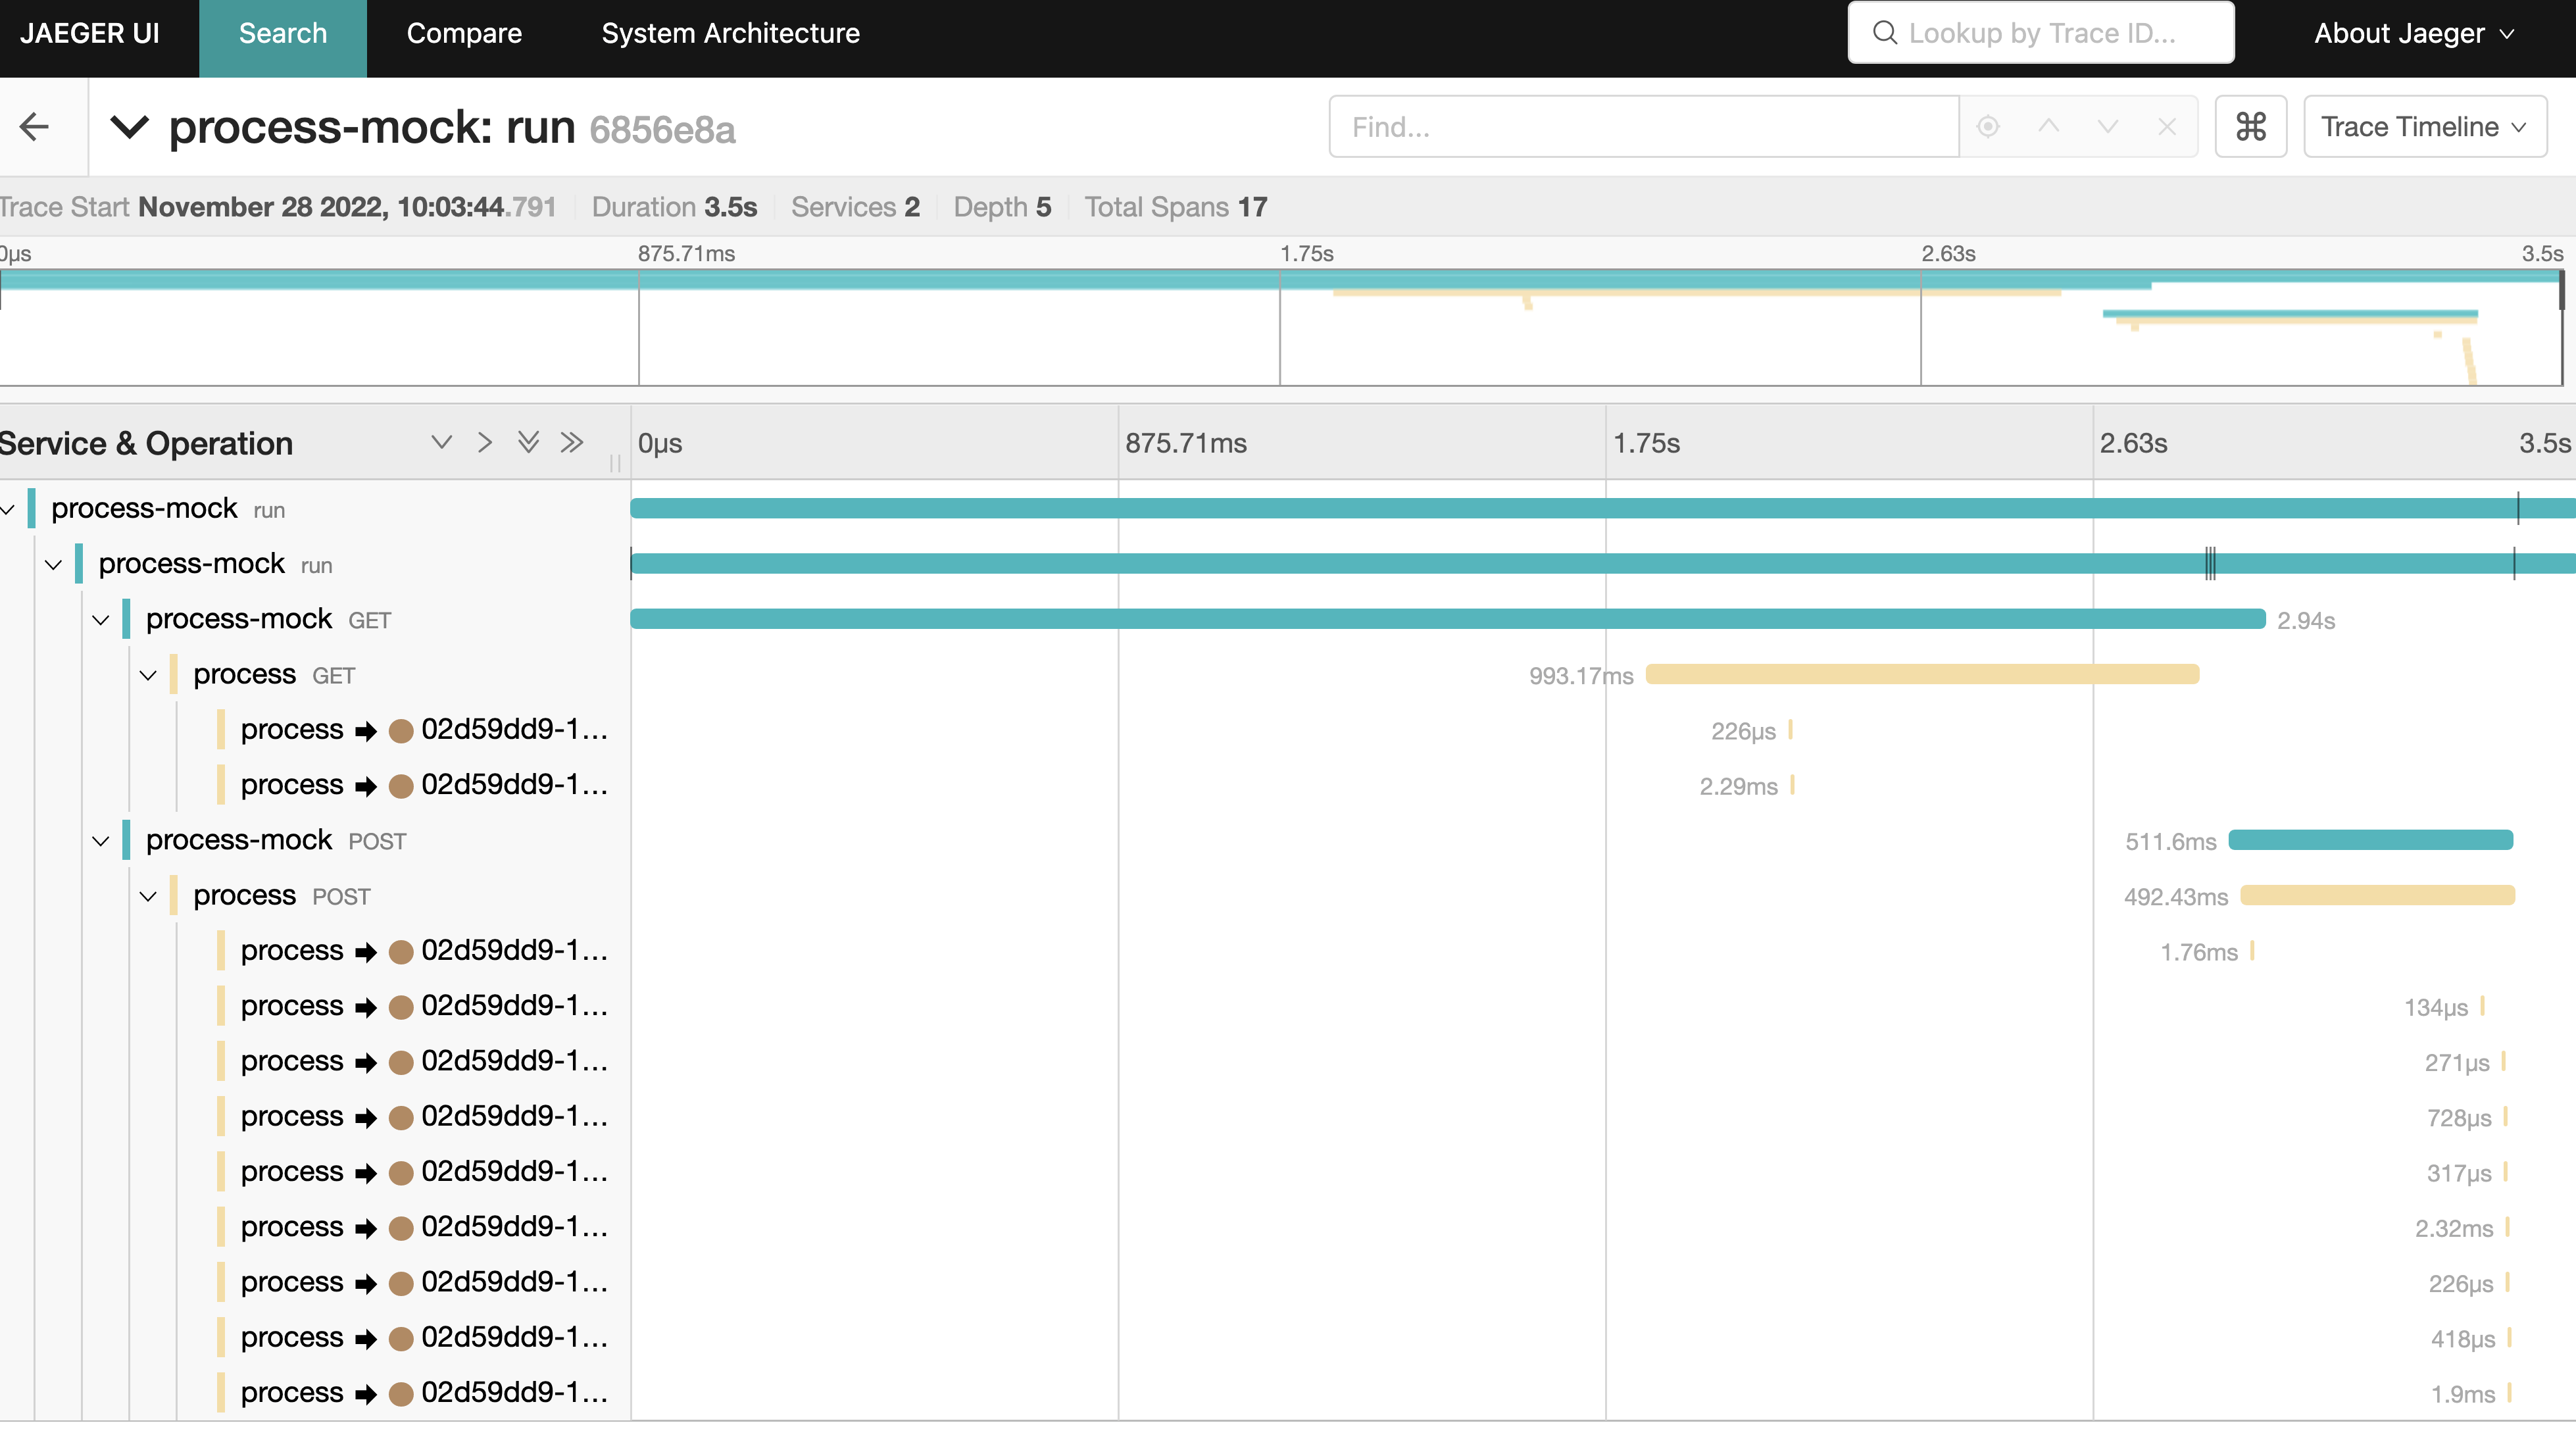 JAEGER UI Search Compare System Architecture Lookup by Trace ID... About Jaeger
process-mock: run 6856e8a Find... ⌘ Trace Timeline
Trace Start November 28 2022, 10:03:44.791 Duration 3.5s Services 2 Depth 5 Total Spans 17
0μs 875.71ms 1.75s 2.63s 3.5s
Service & Operation 0μs 875.71ms 1.75s 2.63s 3.5s
process-mock run
process-mock run
process-mock GET 2.94s
process GET 993.17ms
process 02d59dd9-1... 226μs
process 02d59dd9-1... 2.29ms
process-mock POST 511.6ms
process POST 492.43ms
process 02d59dd9-1... 1.76ms
process 02d59dd9-1... 134μs
process 02d59dd9-1... 271μs
process 02d59dd9-1... 728μs
process 02d59dd9-1... 317μs
process 02d59dd9-1... 2.32ms
process 02d59dd9-1... 226μs
process 02d59dd9-1... 418μs
process 02d59dd9-1... 1.9ms